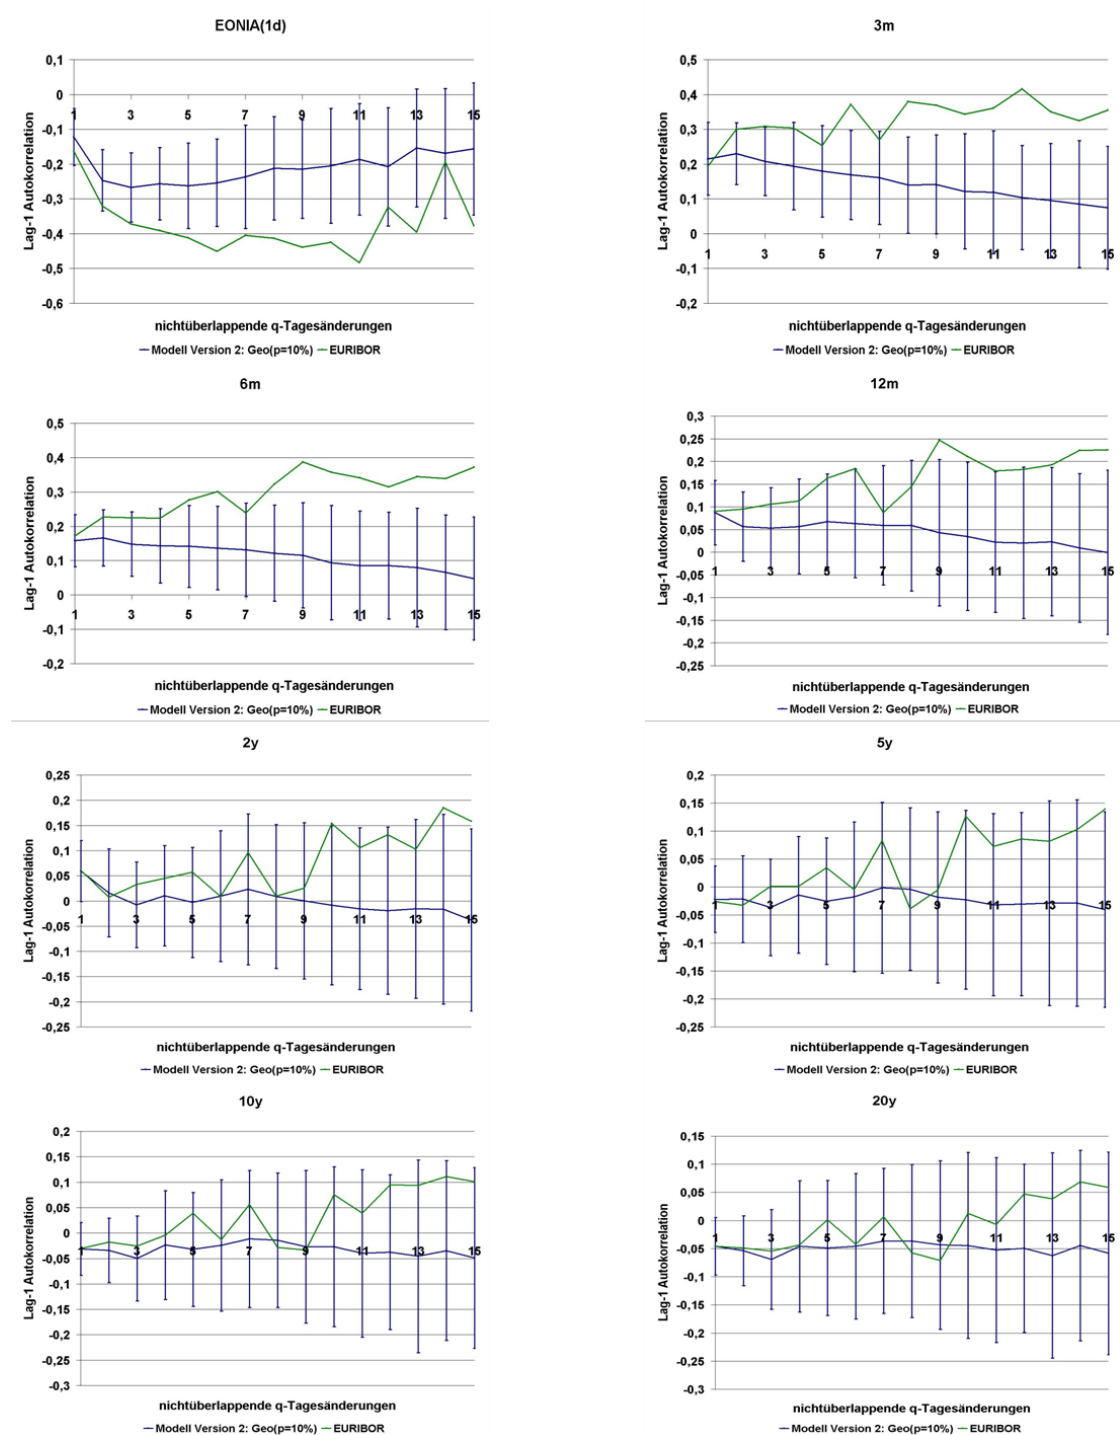 EONIA(1d)
0,1
0
-0,1
-0,2
-0,3
-0,4
-0,5
-0,6
1 3 5 7 9 11 13 15
Lag-1 Autokorrelation
nichtüberlappende q-Tagesänderungen
Modell Version 2: Geo(p=10%) EURIBOR
3m
0,5
0,4
0,3
0,2
0,1
0
-0,1
-0,2
1 3 5 7 9 11 13 15
Lag-1 Autokorrelation
nichtüberlappende q-Tagesänderungen
Modell Version 2: Geo(p=10%) EURIBOR
6m
0,5
0,4
0,3
0,2
0,1
0
-0,1
-0,2
1 3 5 7 9 11 13 15
Lag-1 Autokorrelation
nichtüberlappende q-Tagesänderungen
Modell Version 2: Geo(p=10%) EURIBOR
12m
0,3
0,25
0,2
0,15
0,1
0,05
0
-0,05
-0,1
-0,15
-0,2
-0,25
1 3 5 7 9 11 13 15
Lag-1 Autokorrelation
nichtüberlappende q-Tagesänderungen
Modell Version 2: Geo(p=10%) EURIBOR
2y
0,25
0,2
0,15
0,1
0,05
0
-0,05
-0,1
-0,15
-0,2
-0,25
1 3 5 7 9 11 13 15
Lag-1 Autokorrelation
nichtüberlappende q-Tagesänderungen
Modell Version 2: Geo(p=10%) EURIBOR
5y
0,2
0,15
0,1
0,05
0
-0,05
-0,1
-0,15
-0,2
-0,25
1 3 5 7 9 11 13 15
Lag-1 Autokorrelation
nichtüberlappende q-Tagesänderungen
Modell Version 2: Geo(p=10%) EURIBOR
10y
0,2
0,15
0,1
0,05
0
-0,05
-0,1
-0,15
-0,2
-0,25
-0,3
1 3 5 7 9 11 13 15
Lag-1 Autokorrelation
nichtüberlappende q-Tagesänderungen
Modell Version 2: Geo(p=10%) EURIBOR
20y
0,15
0,1
0,05
0
-0,05
-0,1
-0,15
-0,2
-0,25
-0,3
1 3 5 7 9 11 13 15
Lag-1 Autokorrelation
nichtüberlappende q-Tagesänderungen
Modell Version 2: Geo(p=10%) EURIBOR